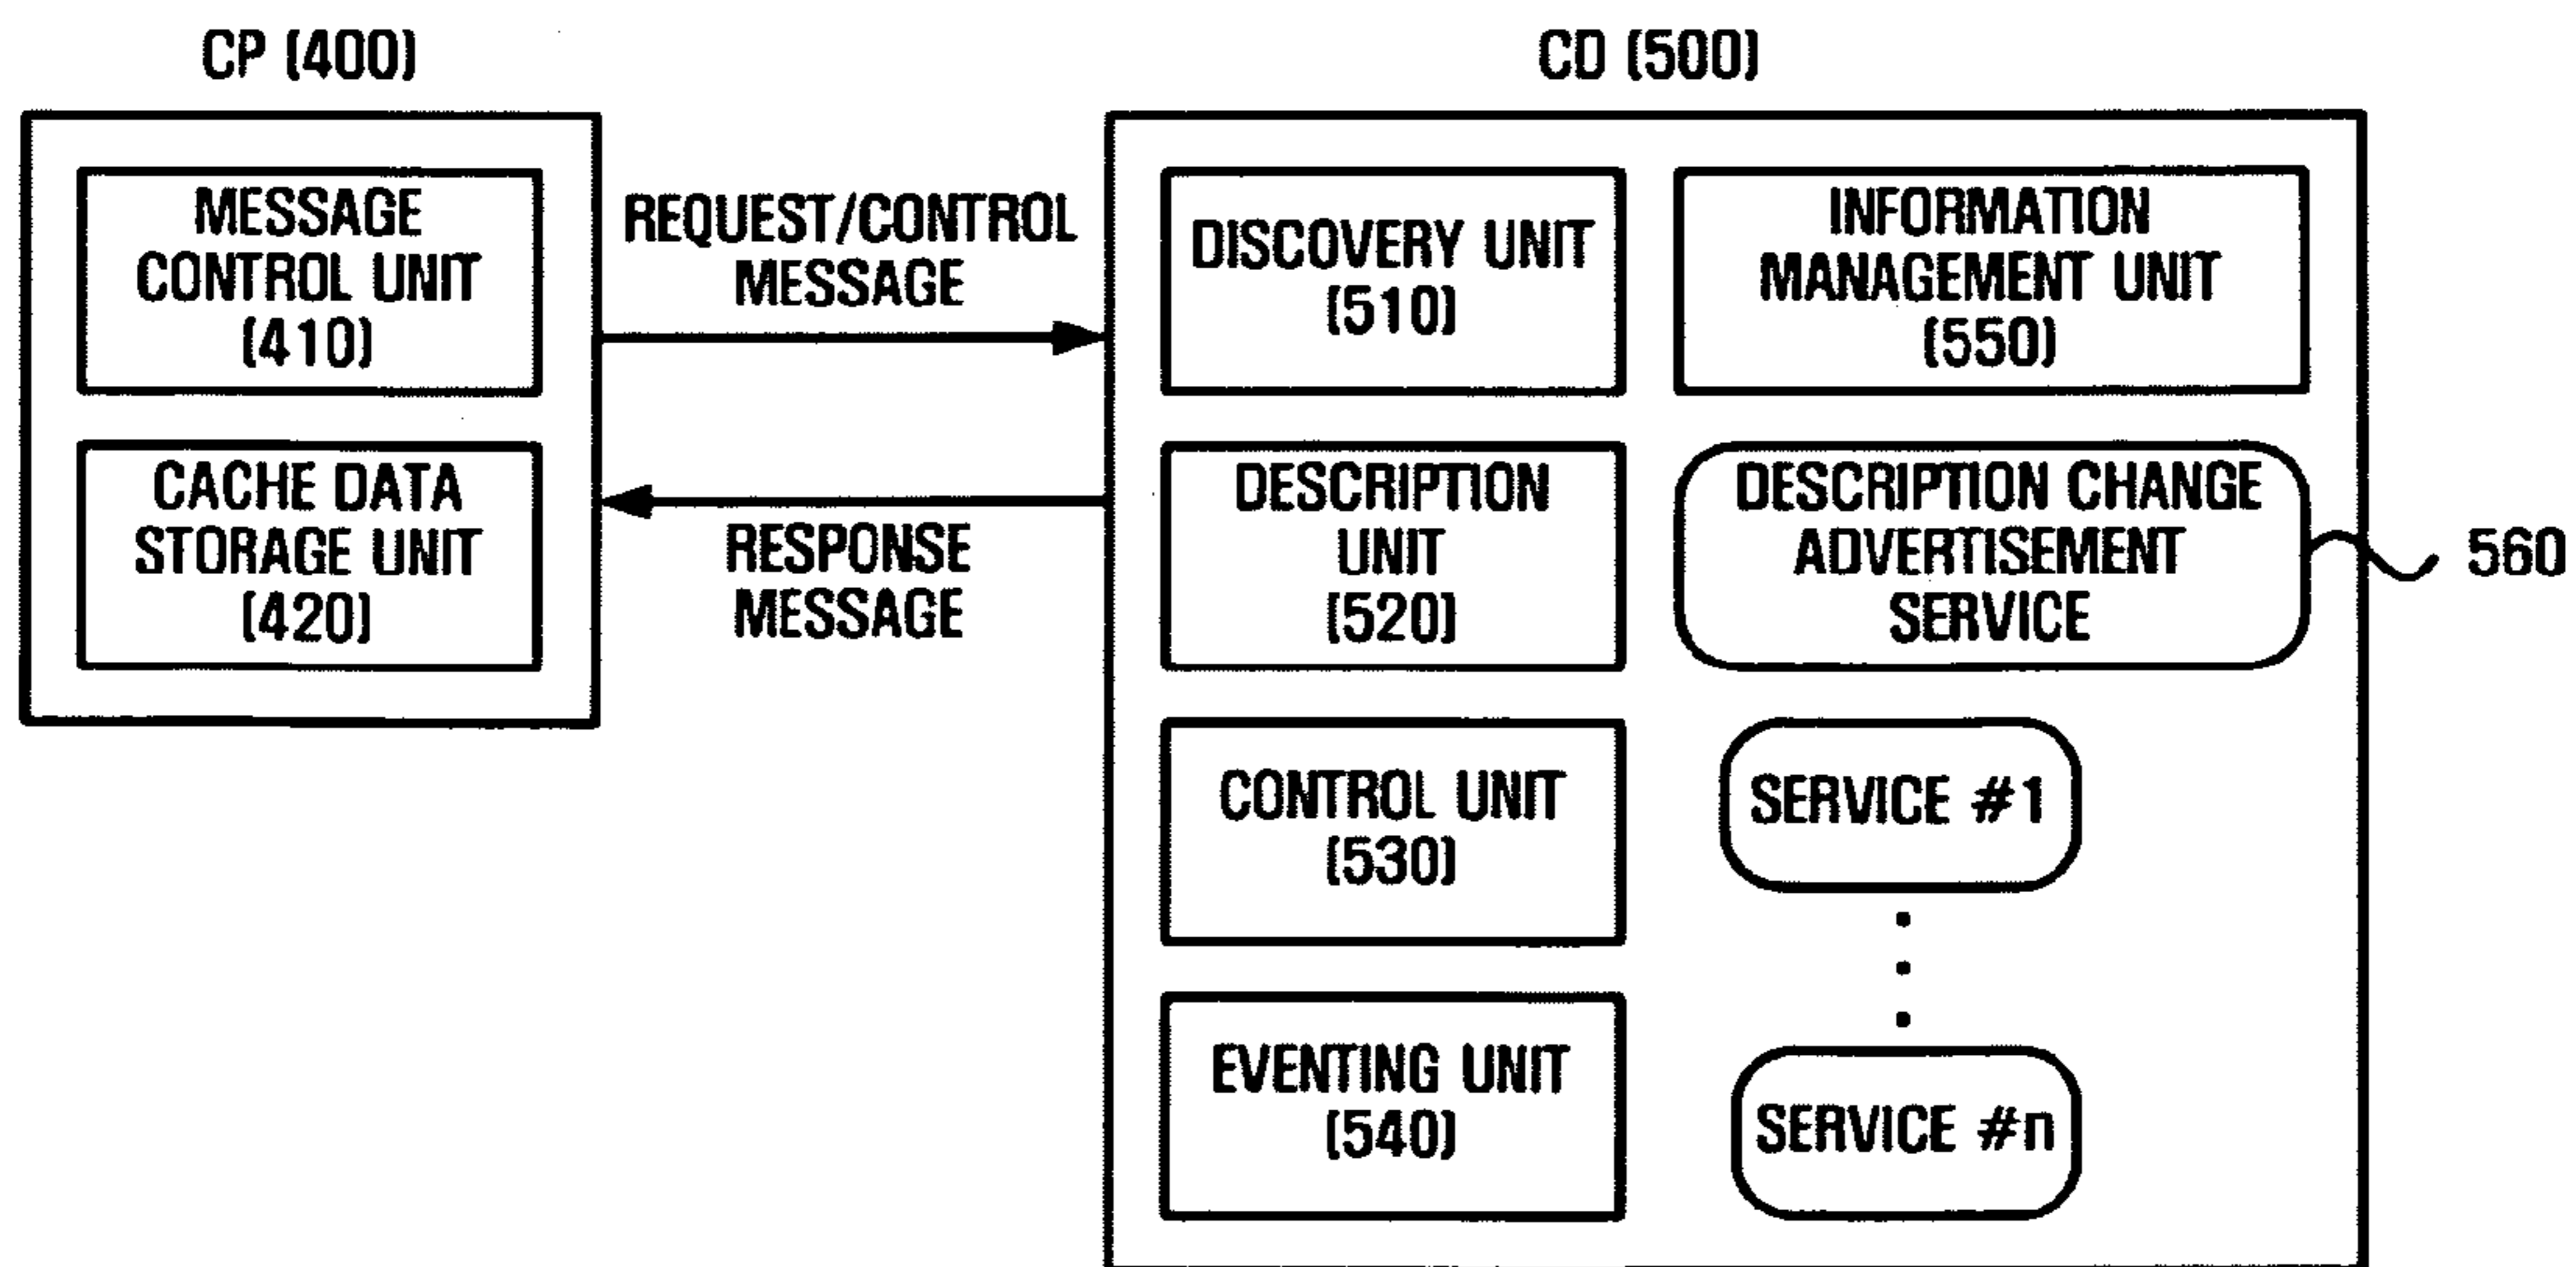 CP (400)
MESSAGE
CONTROL UNIT
(410)
CACHE DATA
STORAGE UNIT
(420)
REQUEST/CONTROL
MESSAGE
RESPONSE
MESSAGE
CD (500)
DISCOVERY UNIT
(510)
INFORMATION
MANAGEMENT UNIT
(550)
DESCRIPTION
UNIT
(520)
DESCRIPTION CHANGE
ADVERTISEMENT
SERVICE
560
CONTROL UNIT
(530)
SERVICE #1
EVENTING UNIT
(540)
SERVICE #n